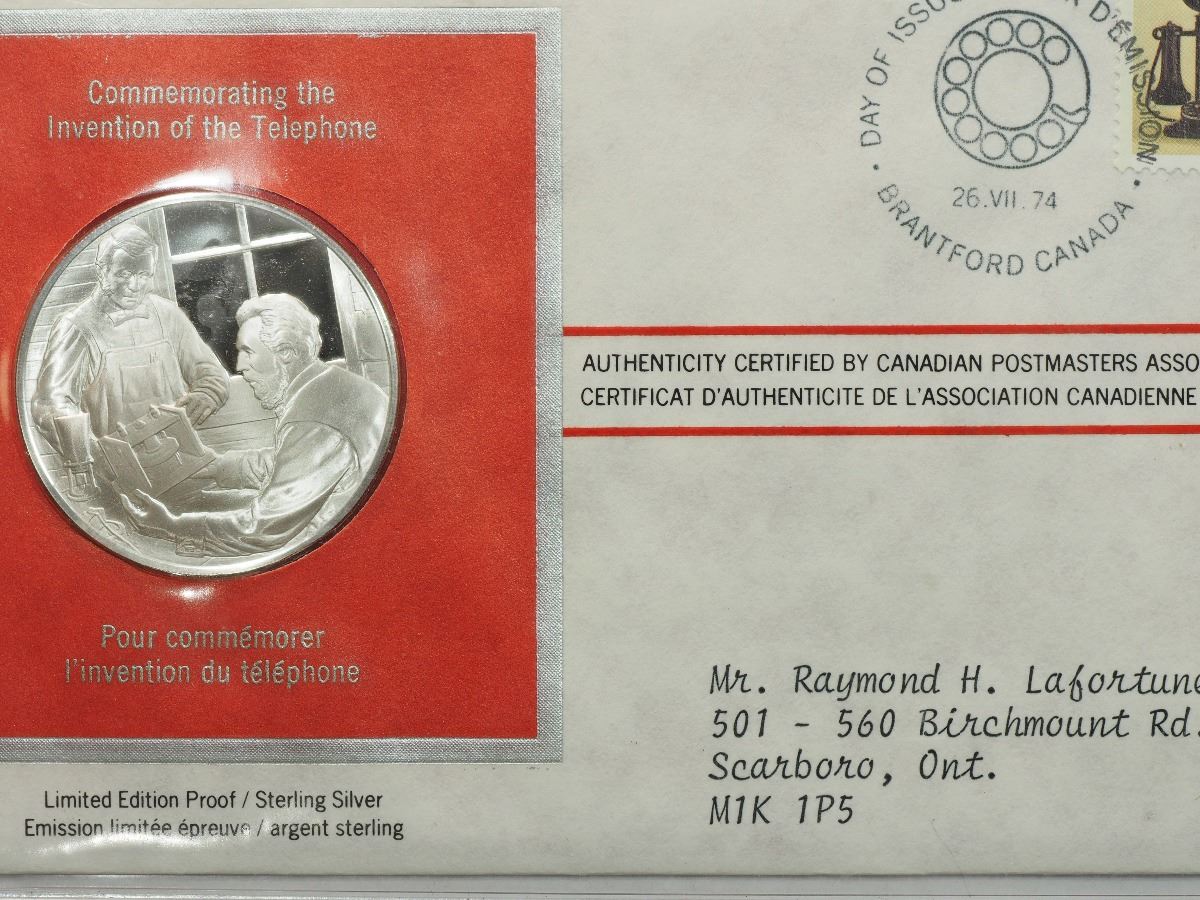 Commemorating the
Invention of the Telephone
Pour commémorer
l'invention du téléphone
Limited Edition Proof / Sterling Silver
Emission limitée épreuve / argent sterling
DAY OF ISSUE D'ÉMISSION
26.VII.74
BRANTFORD CANADA
AUTHENTICITY CERTIFIED BY CANADIAN POSTMASTERS ASSO
CERTIFICAT D'AUTHENTICITE DE L'ASSOCIATION CANADIENNE
Mr. Raymond H. Lafortune
501 - 560 Birchmount Rd.
Scarboro, Ont.
M1K 1P5